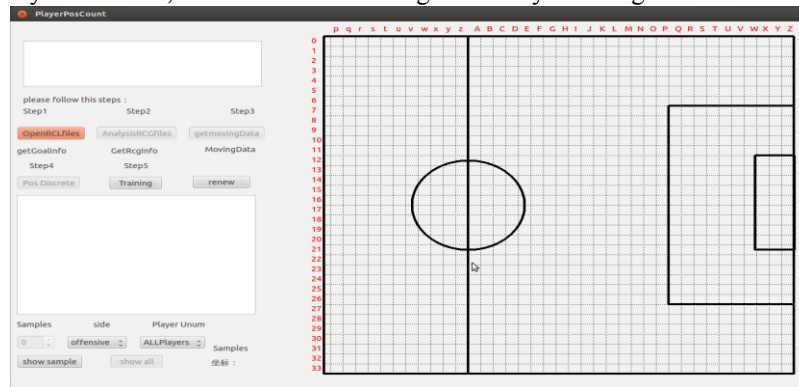 PlayerPosCount
p q r s t u v w x y z A B C D E F G H I J K L M N O P Q R S T U V W X Y Z
0
1
2
3
4
5
6
7
8
9
10
11
12
13
14
15
16
17
18
19
20
21
22
23
24
25
26
27
28
29
30
31
32
33
please follow this steps :
Step1 Step2 Step3
OpenRCLfiles AnalysisRCGfiles getmovingData
getGoalInfo GetRcgInfo MovingData
Step4 Step5
Pos Discrete Training renew
Samples side Player Unum
0 offensive ALLPlayers
Samples
show sample show all 坐标：